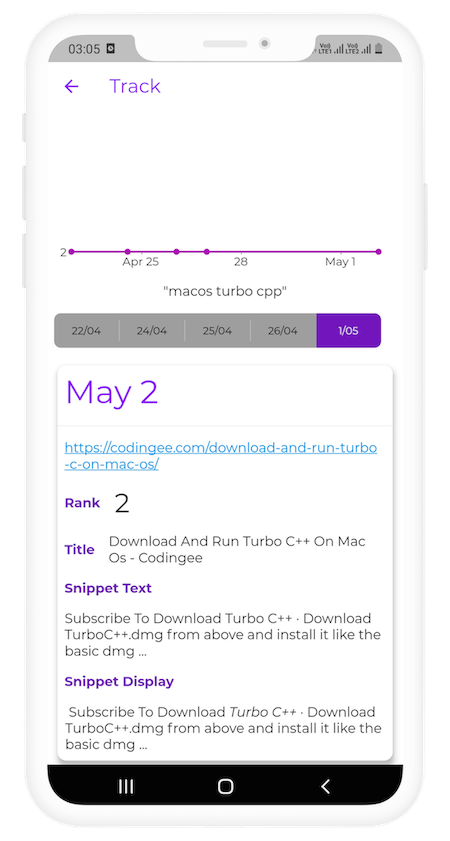 03:05
Vo5 LTE1 Vo5 LTE2
Track
2
Apr 25 28 May 1
"macos turbo cpp"
22/04 24/04 25/04 26/04 1/05
May 2
https://codingee.com/download-and-run-turbo
-c-on-mac-os/
Rank 2
Title
Download And Run Turbo C++ On Mac
Os - Codingee
Snippet Text
Subscribe To Download Turbo C++ · Download
TurboC++.dmg from above and install it like the
basic dmg ...
Snippet Display
Subscribe To Download Turbo C++ · Download
TurboC++.dmg from above and install it like the
basic dmg ...